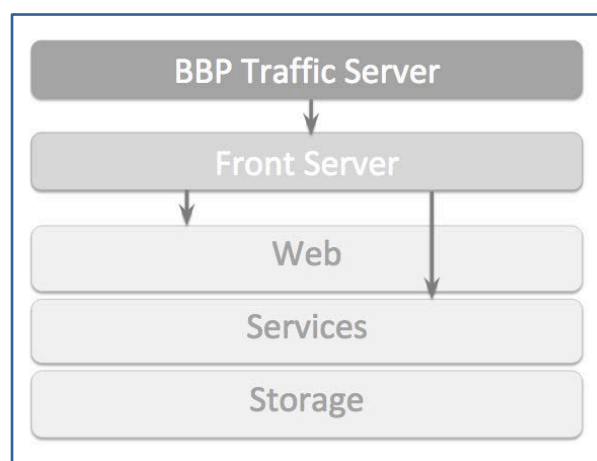 BBP Traffic Server
Front Server
Web
Services
Storage